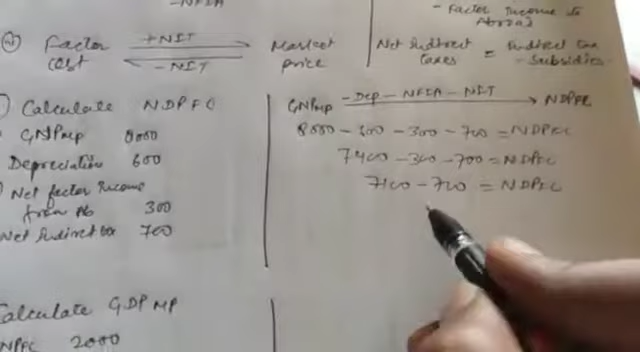 -NFIA
- Factor Income to Abroad
Factor cost +NIT -NIT Market price
Net Indirect taxes = Indirect tax - Subsidies
Calculate NDPFC
GNPMP 8000
Depreciation 600
Net factor Income from Ab 300
Net Indirect tax 700
GNPMP -Dep-NFIA-NIT NDPFC
8000-600-300-700=NDPFC
7400-300-700=NDPFC
7100-700=NDPFC
Calculate GDPMP
NDPFC 2000